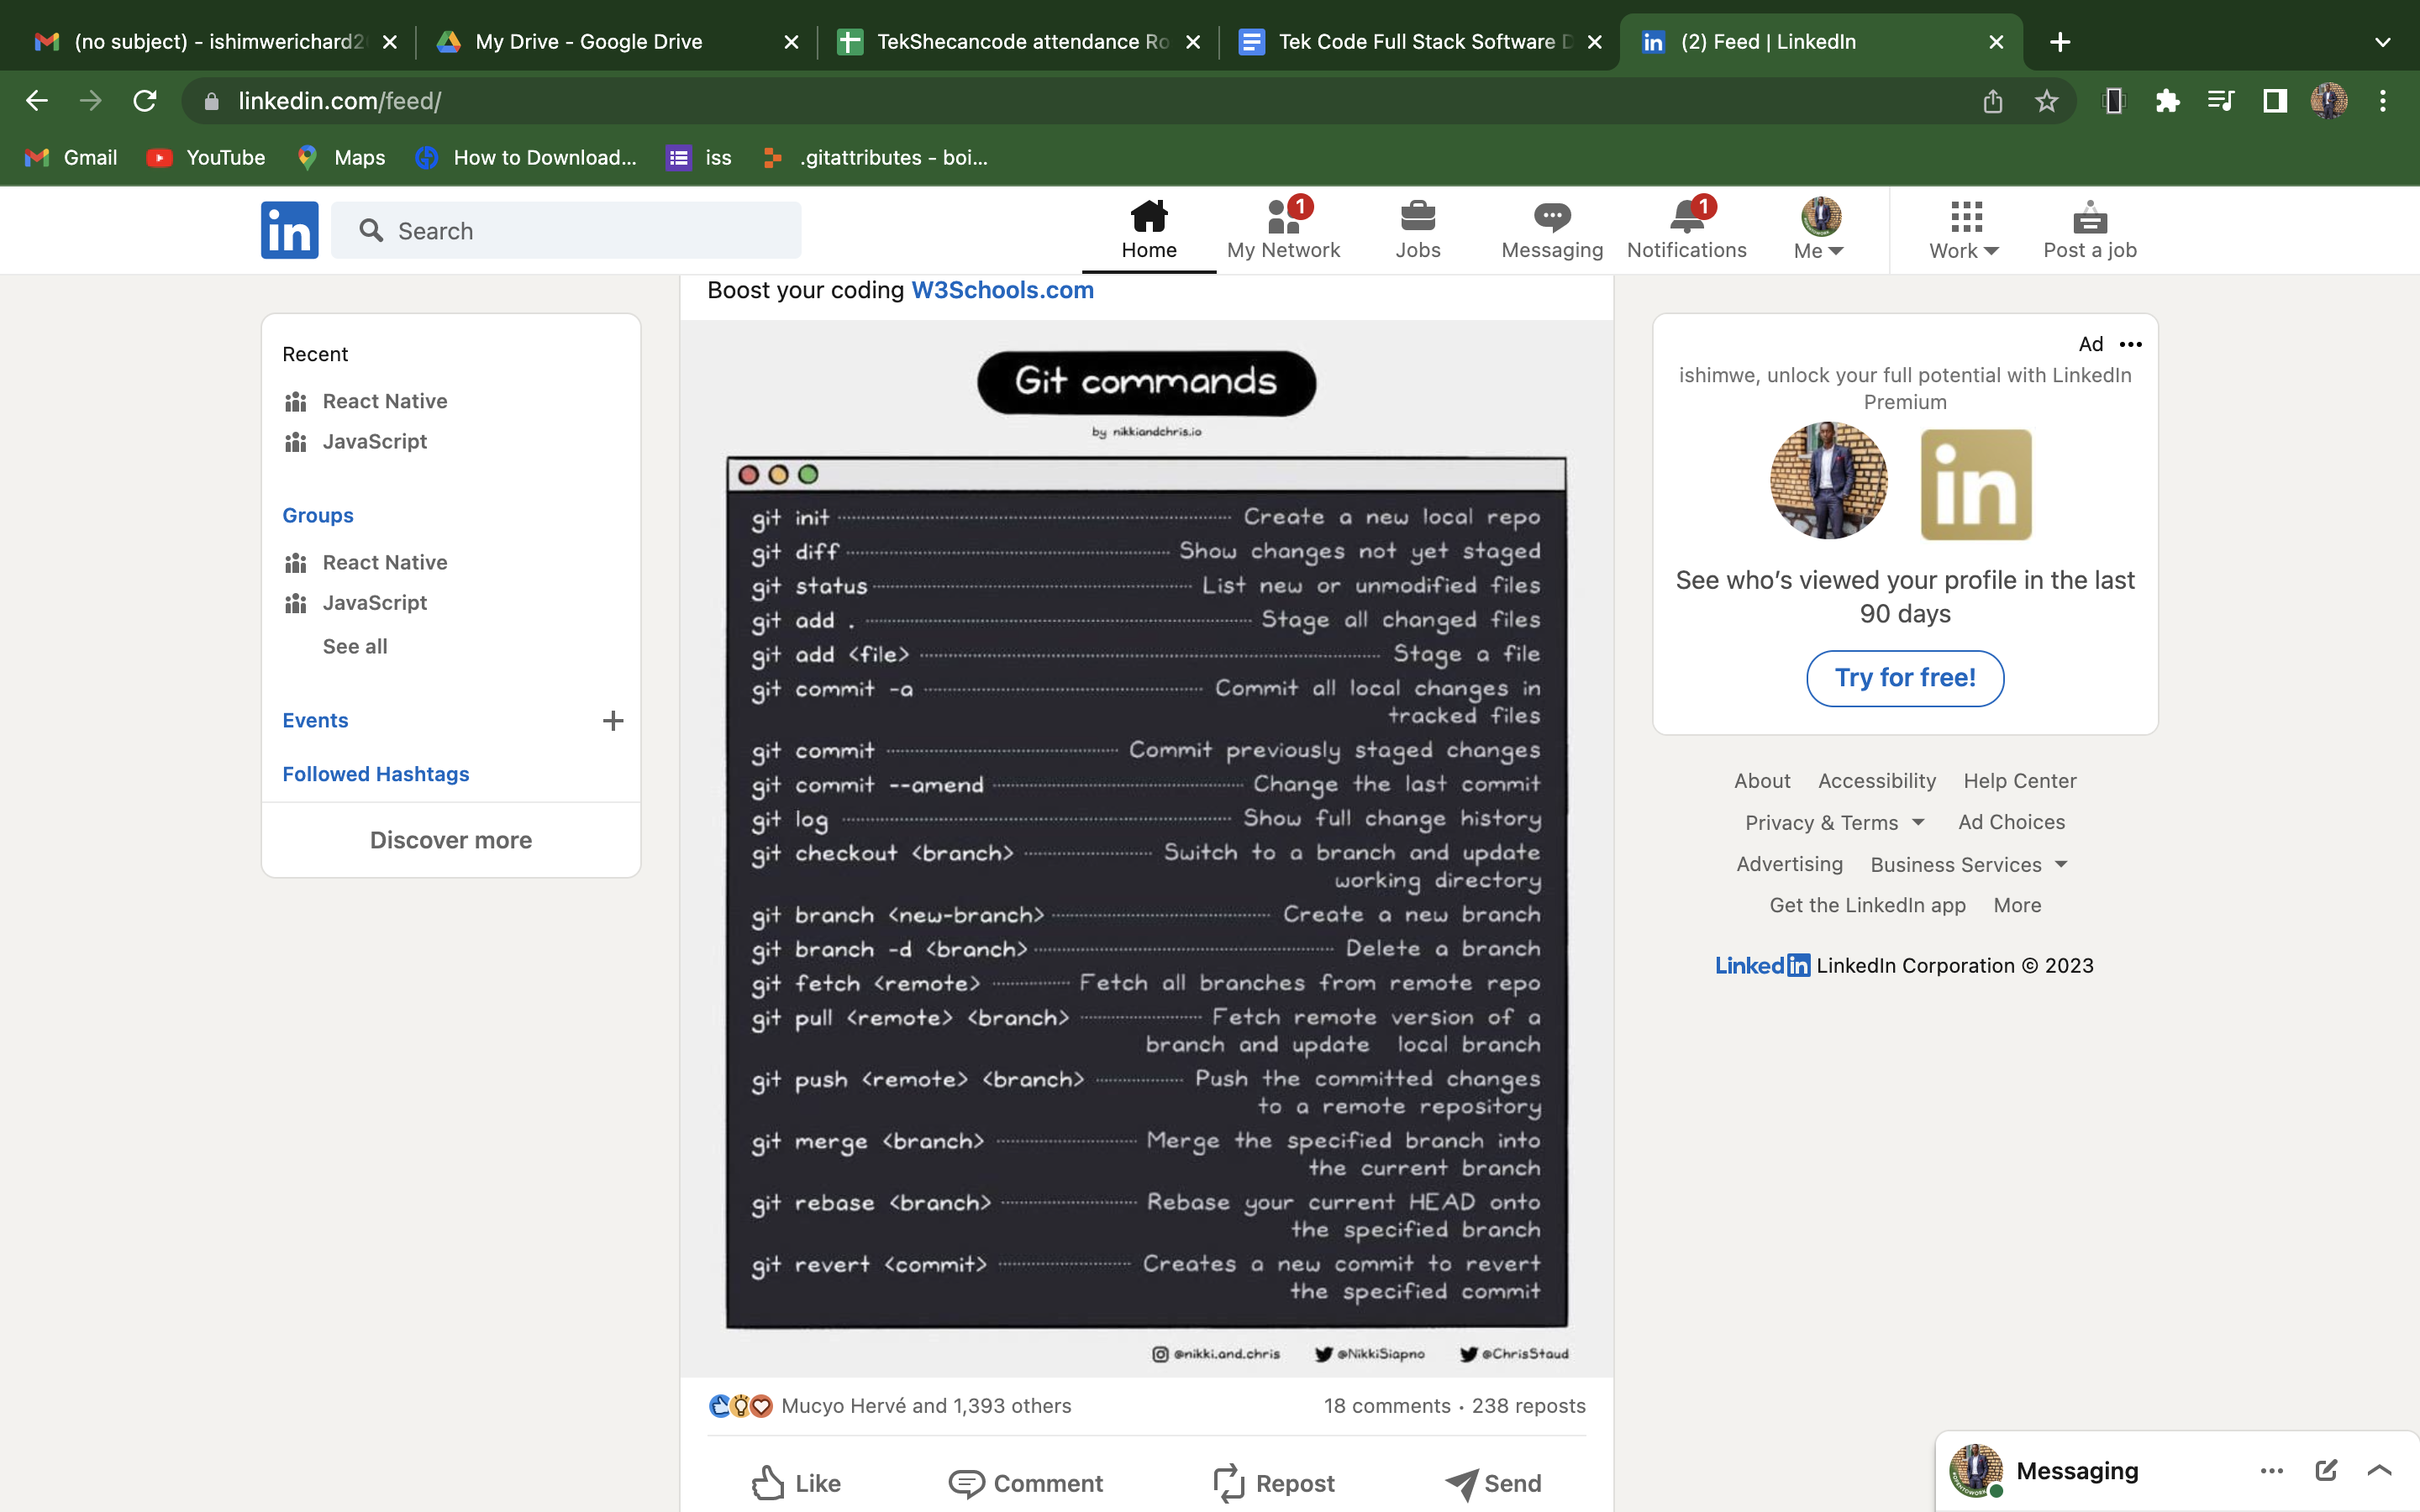 (no subject) - ishimwerichard2
My Drive - Google Drive
TekShecancode attendance Ro
Tek Code Full Stack Software D
(2) Feed | LinkedIn
linkedin.com/feed/
Gmail
YouTube
Maps
How to Download...
iss
.gitattributes - boi...
in
Search
Home
1
My Network
Jobs
Messaging
1
Notifications
Me
Work
Post a job
Recent
React Native
JavaScript
Groups
React Native
JavaScript
See all
Events
Followed Hashtags
Discover more
Boost your coding W3Schools.com
Git commands
by nikkiandchris.io
git init Create a new local repo
git diff Show changes not yet staged
git status List new or unmodified files
git add . Stage all changed files
git add <file> Stage a file
git commit -a Commit all local changes in
tracked files
git commit Commit previously staged changes
git commit --amend Change the last commit
git log Show full change history
git checkout <branch> Switch to a branch and update
working directory
git branch <new-branch> Create a new branch
git branch -d <branch> Delete a branch
git fetch <remote> Fetch all branches from remote repo
git pull <remote> <branch> Fetch remote version of a
branch and update local branch
git push <remote> <branch> Push the committed changes
to a remote repository
git merge <branch> Merge the specified branch into
the current branch
git rebase <branch> Rebase your current HEAD onto
the specified branch
git revert <commit> Creates a new commit to revert
the specified commit
@nikki.and.chris @NikkiSiapno @ChrisStaud
Mucyo Hervé and 1,393 others
18 comments • 238 reposts
Like
Comment
Repost
Send
Ad
ishimwe, unlock your full potential with LinkedIn
Premium
in
See who's viewed your profile in the last
90 days
Try for free!
About Accessibility Help Center
Privacy & Terms Ad Choices
Advertising Business Services
Get the LinkedIn app More
LinkedIn LinkedIn Corporation © 2023
Messaging